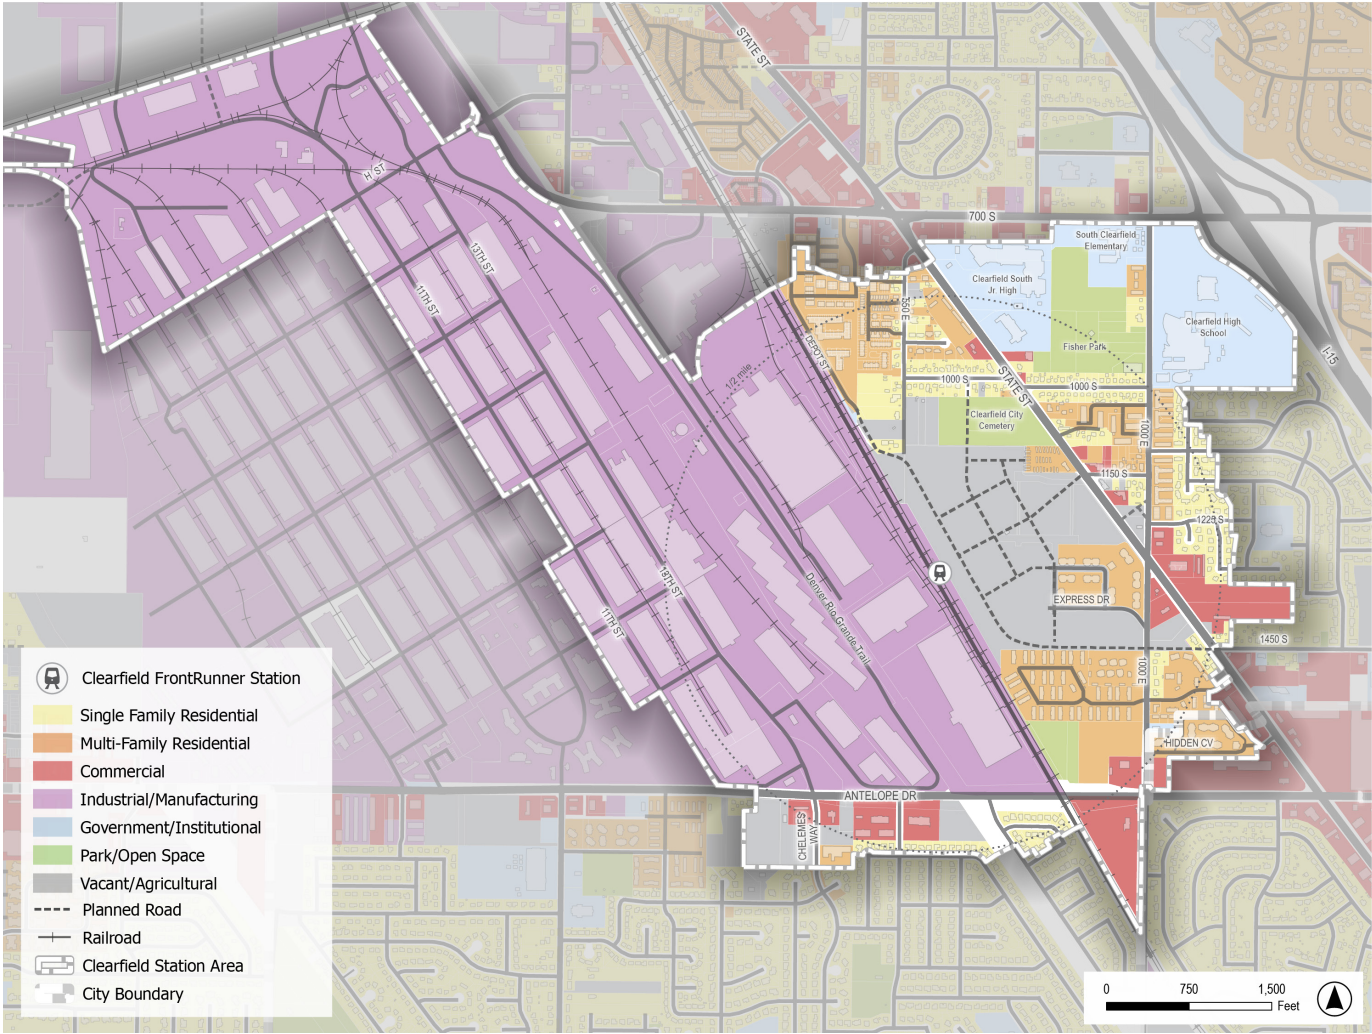 STATE ST
700 S
H ST
13TH ST
11TH ST
South Clearfield
Elementary
Clearfield South
Jr. High
Clearfield High
School
I-15
550 E
Fisher Park
DEPOT ST
1/2 mile
1000 S
STATE ST
1000 S
Clearfield City
Cemetery
1000 E
1150 S
1225 S
12TH ST
11TH ST
Denver Rio Grande Trail
EXPRESS DR
1450 S
1000 E
HIDDEN CV
ANTELOPE DR
CHELEMES
WAY
Clearfield FrontRunner Station
Single Family Residential
Multi-Family Residential
Commercial
Industrial/Manufacturing
Government/Institutional
Park/Open Space
Vacant/Agricultural
Planned Road
Railroad
Clearfield Station Area
City Boundary
0 750 1,500
Feet